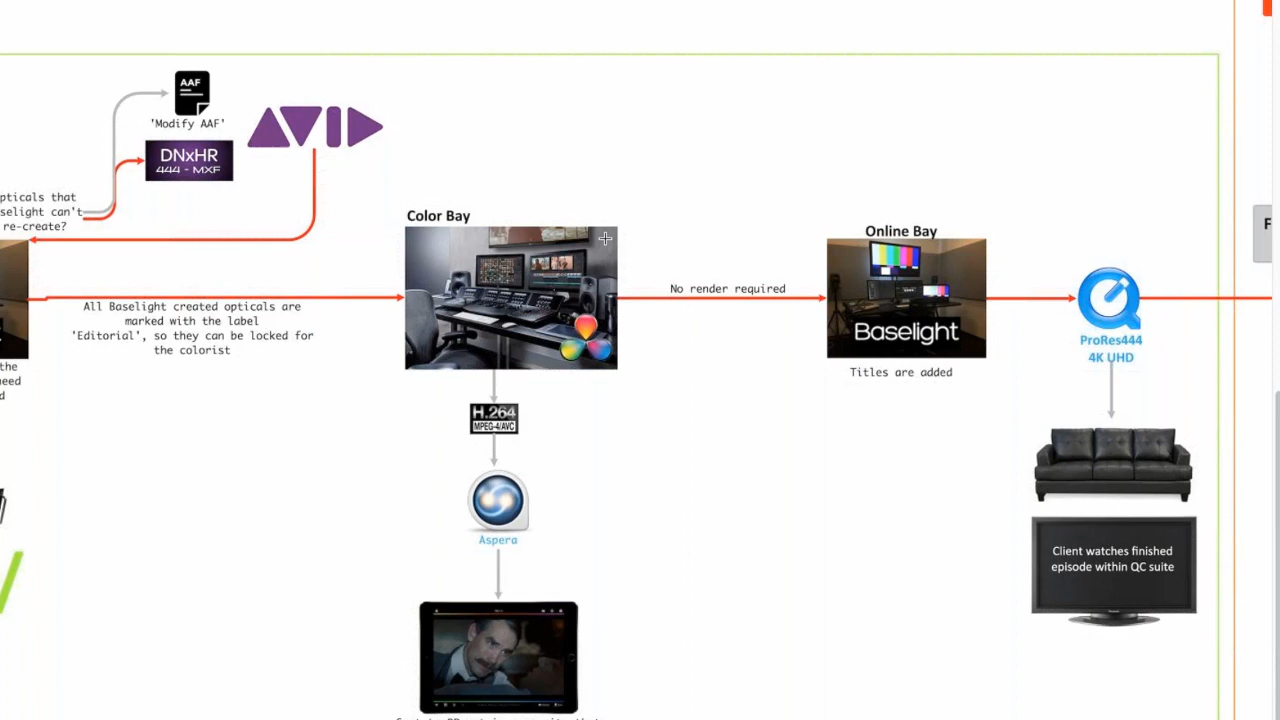 AAF
'Modify AAF'
AVID
DNxHR
444 - MXF
pticals that
selight can't
re-create?
Color Bay
Online Bay
All Baselight created opticals are
marked with the label
'Editorial', so they can be locked for
the colorist
No render required
Baselight
Titles are added
ProRes444
4K UHD
the
eed
d
H.264
MPEG-4/AVC
Aspera
Client watches finished
episode within QC suite
F